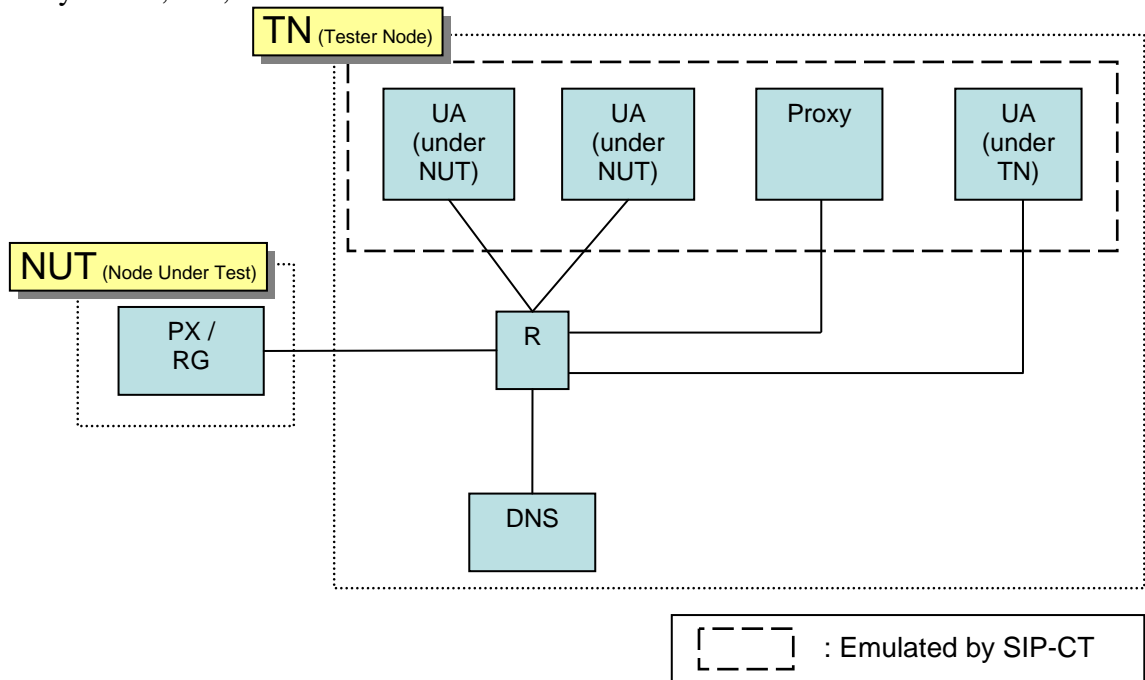 TN (Tester Node)
UA
(under
NUT)
UA
(under
NUT)
Proxy
UA
(under
TN)
NUT (Node Under Test)
PX /
RG
R
DNS
: Emulated by SIP-CT